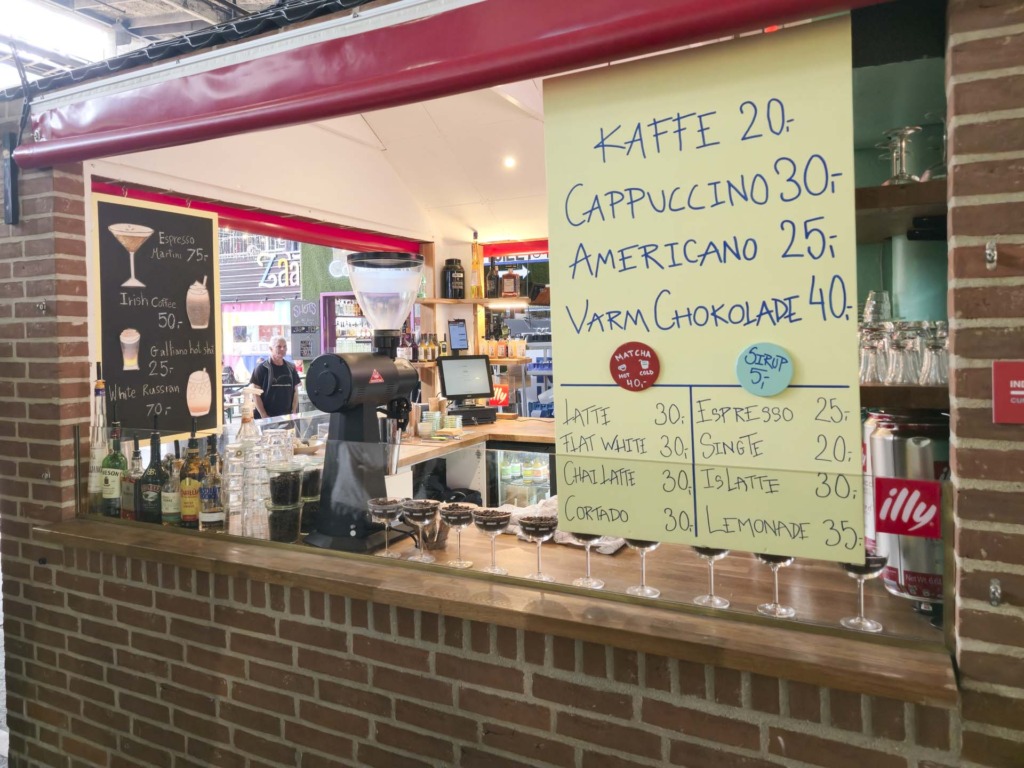 Espresso
Martini 75,-
Irish Coffee
50,-
Galliano hot shot
25,-
White Russian
70,-
KAFFE 20,-
CAPPUCCINO 30,-
AMERICANO 25,-
VARM CHOKOLADE 40,-
MATCHA
HOT COLD
40,-
SIRUP
5,-
LATTE 30,-
FLAT WHITE 30,-
CHAI LATTE 30,-
CORTADO 30,-
ESPRESSO 25,-
SINGLE 20,-
ISLATTE 30,-
LEMONADE 35,-
illy
illy